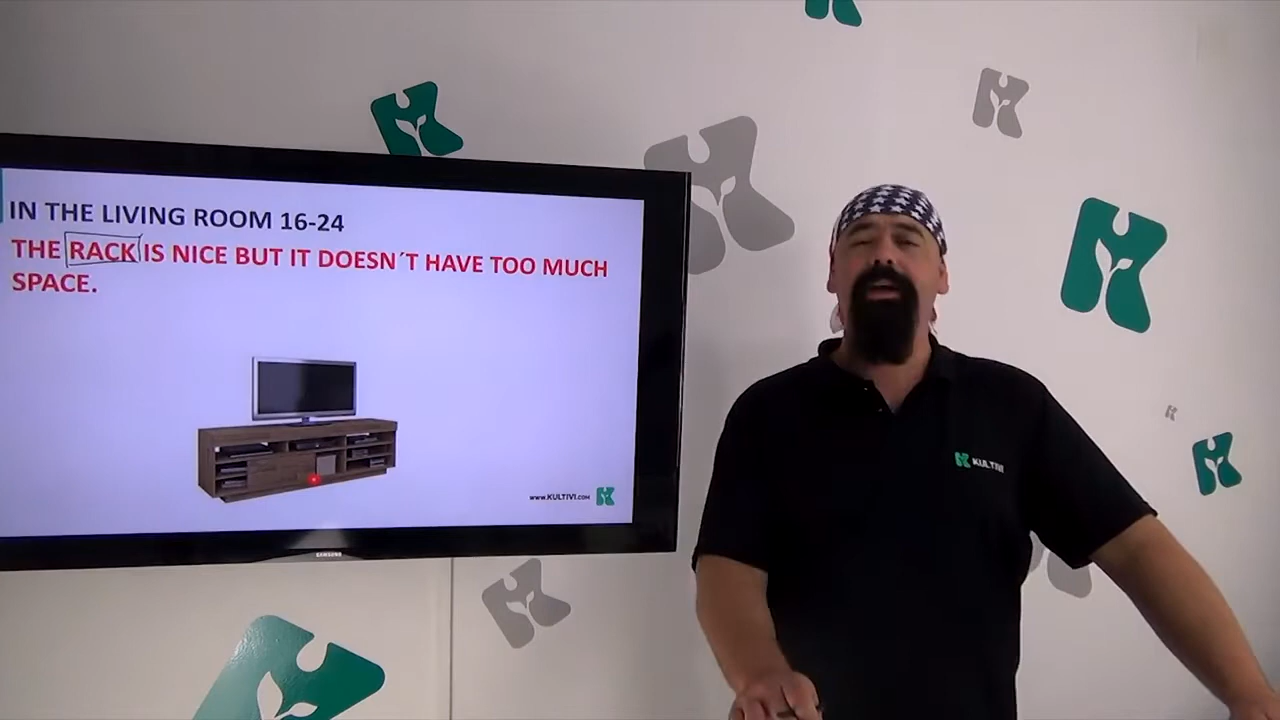 IN THE LIVING ROOM 16-24
THE RACK IS NICE BUT IT DOESN´T HAVE TOO MUCH
SPACE.
www.KULTIVI.com
SAMSUNG
KULTIVI